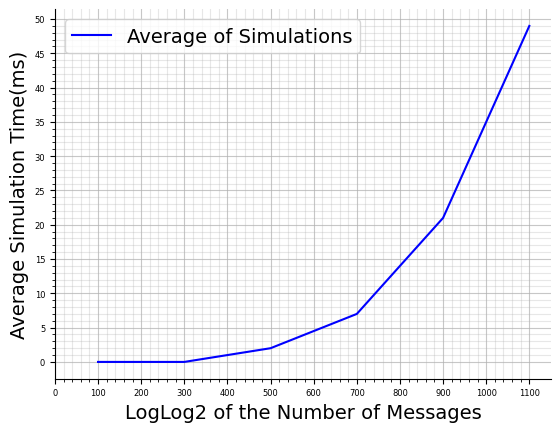 Average of Simulations
Average Simulation Time(ms)
50
45
40
35
30
25
20
15
10
5
0
0 100 200 300 400 500 600 700 800 900 1000 1100
LogLog2 of the Number of Messages